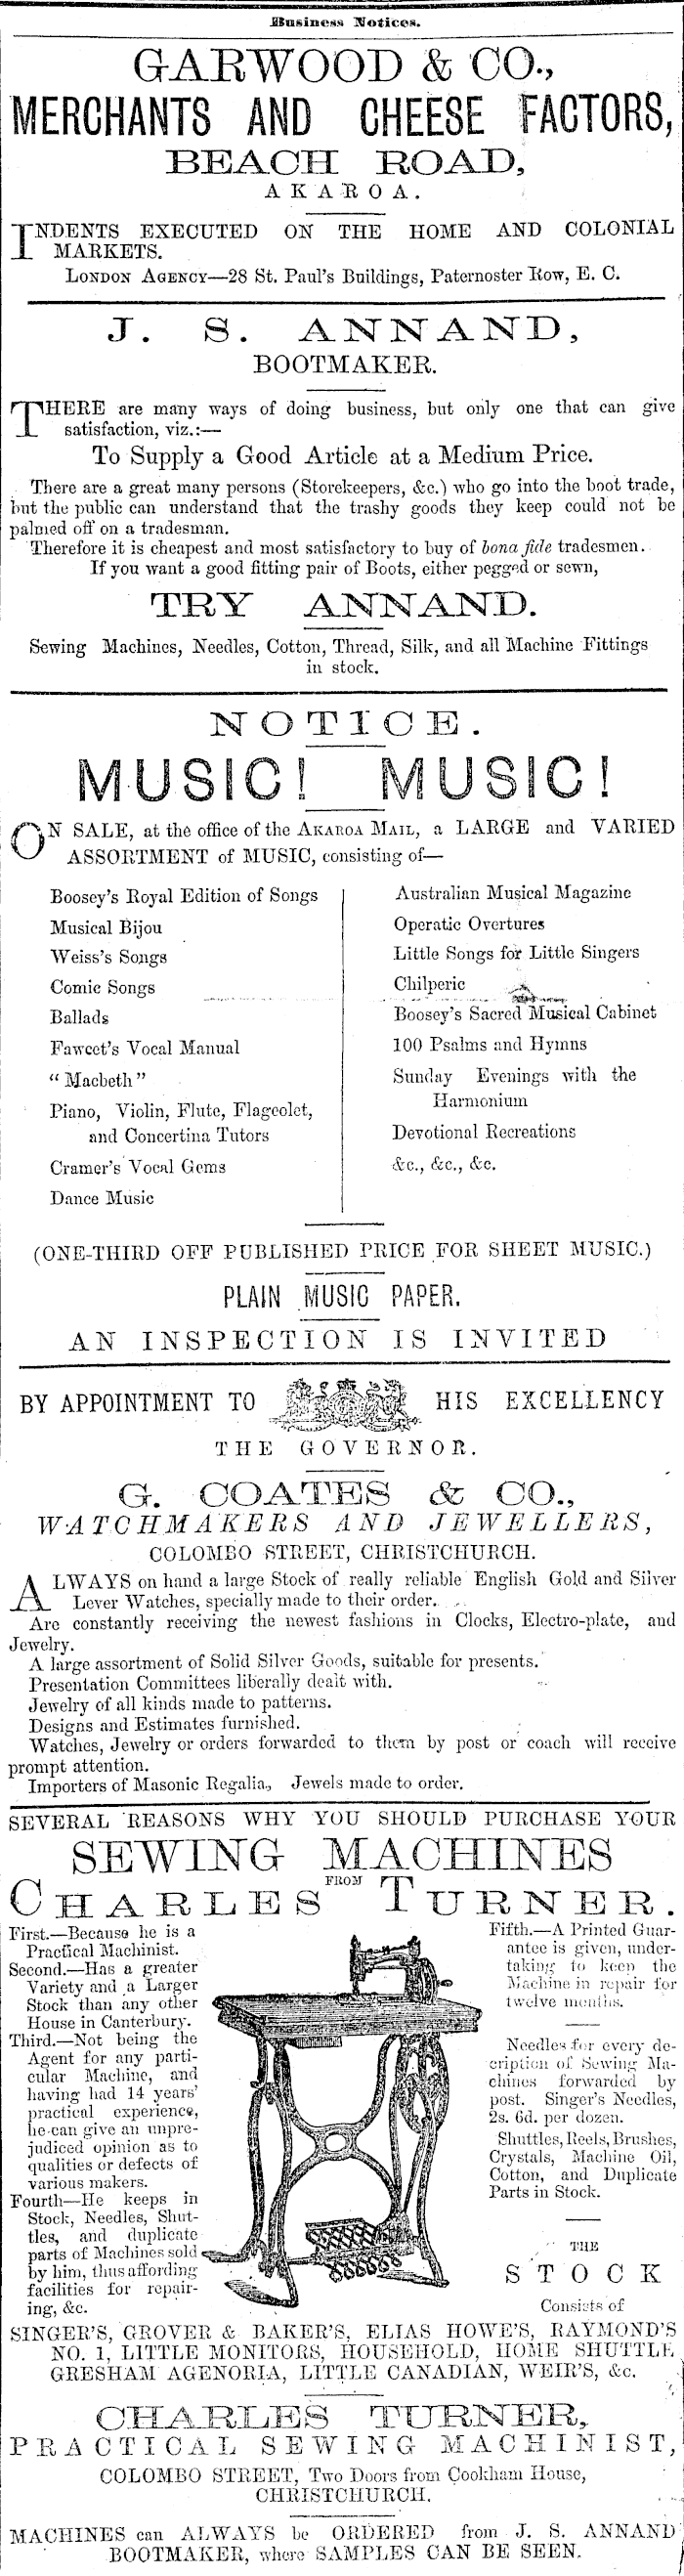 Business Notices.
GARWOOD & CO.,
MERCHANTS AND CHEESE FACTORS,
BEACH ROAD,
AKAROA.
INDENTS EXECUTED ON THE HOME AND COLONIAL
MARKETS.
LONDON AGENCY—28 St. Paul's Buildings, Paternoster Row, E. C.
J. S. ANNAND,
BOOTMAKER.
THERE are many ways of doing business, but only one that can give
satisfaction, viz.:—
To Supply a Good Article at a Medium Price.
There are a great many persons (Storekeepers, &c.) who go into the boot trade,
but the public can understand that the trashy goods they keep could not be
palmed off on a tradesman.
Therefore it is cheapest and most satisfactory to buy of bona fide tradesmen.
If you want a good fitting pair of Boots, either pegged or sewn,
TRY ANNAND.
Sewing Machines, Needles, Cotton, Thread, Silk, and all Machine Fittings
in stock.
NOTICE.
MUSIC! MUSIC!
ON SALE, at the office of the AKAROA MAIL, a LARGE and VARIED
ASSORTMENT of MUSIC, consisting of—
Boosey's Royal Edition of Songs
Musical Bijou
Weiss's Songs
Comic Songs
Ballads
Fawcet's Vocal Manual
"Macbeth"
Piano, Violin, Flute, Flageolet,
and Concertina Tutors
Cramer's Vocal Gems
Dance Music
Australian Musical Magazine
Operatic Overtures
Little Songs for Little Singers
Chilperic
Boosey's Sacred Musical Cabinet
100 Psalms and Hymns
Sunday Evenings with the
Harmonium
Devotional Recreations
&c., &c., &c.
(ONE-THIRD OFF PUBLISHED PRICE FOR SHEET MUSIC.)
PLAIN MUSIC PAPER.
AN INSPECTION IS INVITED
BY APPOINTMENT TO HIS EXCELLENCY
THE GOVERNOR.
G. COATES & CO.,
WATCHMAKERS AND JEWELLERS,
COLOMBO STREET, CHRISTCHURCH.
ALWAYS on hand a large Stock of really reliable English Gold and Silver
Lever Watches, specially made to their order.
Are constantly receiving the newest fashions in Clocks, Electro-plate, and
Jewelry.
A large assortment of Solid Silver Goods, suitable for presents.
Presentation Committees liberally dealt with.
Jewelry of all kinds made to patterns.
Designs and Estimates furnished.
Watches, Jewelry or orders forwarded to them by post or coach will receive
prompt attention.
Importers of Masonic Regalia., Jewels made to order.
SEVERAL REASONS WHY YOU SHOULD PURCHASE YOUR
SEWING MACHINES
FROM
CHARLES TURNER.
First.—Because he is a
Practical Machinist.
Second.—Has a greater
Variety and a Larger
Stock than any other
House in Canterbury.
Third.—Not being the
Agent for any parti-
cular Machine, and
having had 14 years'
practical experience,
he can give an unpre-
judiced opinion as to
qualities or defects of
various makers.
Fourth—He keeps in
Stock, Needles, Shut-
tles, and duplicate
parts of Machines sold
by him, thus affording
facilities for repair-
ing, &c.
Fifth.—A Printed Guar-
antee is given, under-
taking to keep the
Machine in repair for
twelve months.
Needles for every de-
scription of Sewing Ma-
chines forwarded by
post. Singer's Needles,
2s. 6d. per dozen.
Shuttles, Reels, Brushes,
Crystals, Machine Oil,
Cotton, and Duplicate
Parts in Stock.
THE
STOCK
Consists of
SINGER'S, GROVER & BAKER'S, ELIAS HOWE'S, RAYMOND'S
NO. 1, LITTLE MONITORS, HOUSEHOLD, HOME SHUTTLE
GRESHAM AGENORIA, LITTLE CANADIAN, WEIR'S, &c.
CHARLES TURNER,
PRACTICAL SEWING MACHINIST,
COLOMBO STREET, Two Doors from Cookham House,
CHRISTCHURCH.
MACHINES can ALWAYS be ORDERED from J. S. ANNAND
BOOTMAKER, where SAMPLES CAN BE SEEN.